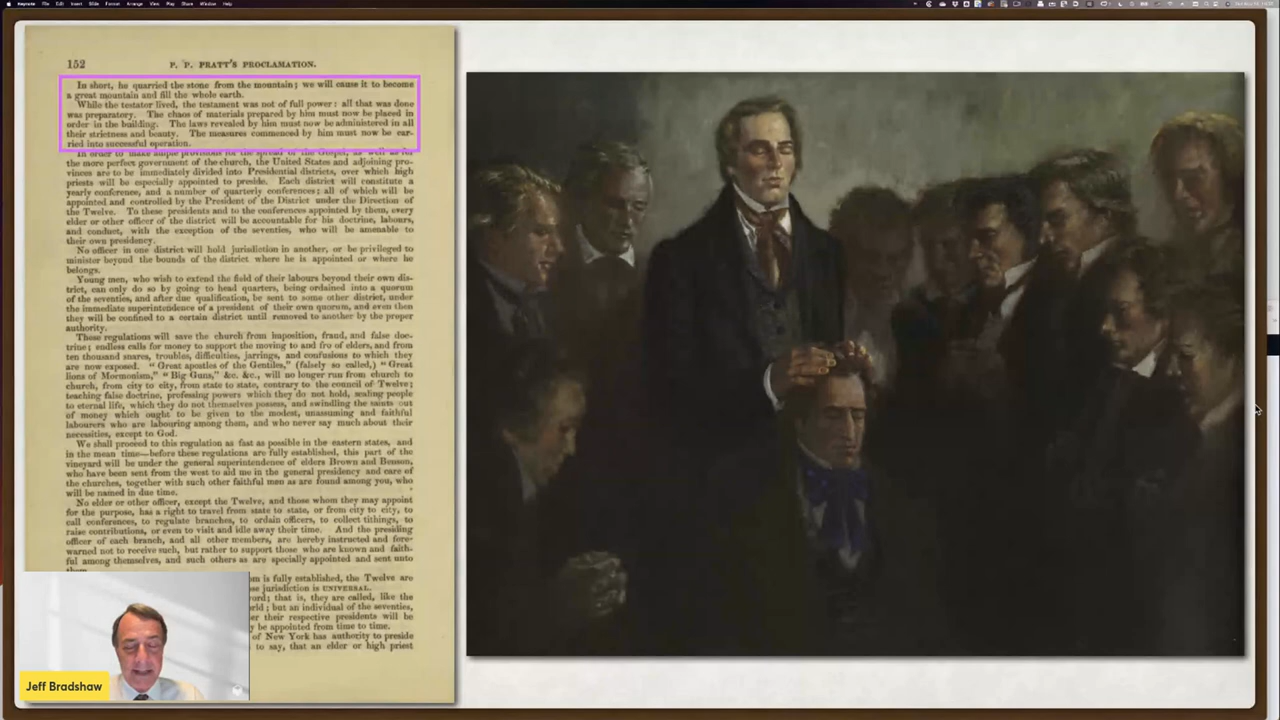 Keynote File Edit Insert Slide Format Arrange View Play Share Window Help
152 P. P. PRATT'S PROCLAMATION.
In short, he quarried the stone from the mountain; we will cause it to become
a great mountain and fill the whole earth.
While the testator lived, the testament was not of full power: all that was done
was preparatory. The chaos of materials prepared by him must now be placed in
order in the building. The laws revealed by him must now be administered in all
their strictness and beauty. The measures commenced by him must now be car-
ried into successful operation.
In order to make ample provisions for the spread of the Gospel, as well as for
the more perfect government of the church, the United States and adjoining pro-
vinces are to be immediately divided into Presidential districts, over which high
priests will be especially appointed to preside. Each district will constitute a
yearly conference, and a number of quarterly conferences; all of which will be
appointed and controlled by the President of the District under the Direction of
the Twelve. To these presidents and to the conferences appointed by them, every
elder or other officer of the district will be accountable for his doctrine, labours,
and conduct, with the exception of the seventies, who will be amenable to
their own presidency.
No officer in one district will hold jurisdiction in another, or be privileged to
minister beyond the bounds of the district where he is appointed or where he
belongs.
Young men, who wish to extend the field of their labours beyond their own dis-
trict, can only do so by going to head quarters, being ordained into a quorum
of the seventies, and after due qualification, be sent to some other district, under
the immediate superintendence of a president of their own quorum, and even then
they will be confined to a certain district until removed to another by the proper
authority.
These regulations will save the church from imposition, fraud, and false doc-
trine; endless calls for money to support the moving to and fro of elders, and from
ten thousand snares, troubles, difficulties, jarrings, and confusions to which they
are now exposed. "Great apostles of the Gentiles," (falsely so called,) "Great
lions of Mormonism," "Big Guns," &c. &c., will no longer run from church to
church, from city to city, from state to state, contrary to the council of Twelve;
teaching false doctrine, professing powers which they do not hold, sealing people
to eternal life, which they do not themselves possess, and swindling the saints out
of money which ought to be given to the modest, unassuming and faithful
labourers who are labouring among them, and who never say much about their
necessities, except to God.
We shall proceed to this regulation as fast as possible in the eastern states, and
in the mean time—before these regulations are fully established, this part of the
vineyard will be under the general superintendence of elders Brown and Benson,
who have been sent from the west to aid me in the general presidency and care of
the churches, together with such other faithful men as are found among you, who
will be named in due time.
No elder or other officer, except the Twelve, and those whom they may appoint
for the purpose, has a right to travel from state to state, or from city to city, to
call conferences, to regulate branches, to ordain officers, to collect tithings, to
raise contributions, or even to visit and idle away their time. And the presiding
officer of each branch, and all other members, are hereby instructed and fore-
warned not to receive such, but rather to support those who are known and faith-
ful among themselves, and such others as are specially appointed and sent unto
them.
is fully established, the Twelve are
jurisdiction is UNIVERSAL.
that is, they are called, like the
but an individual of the seventies,
their respective presidents will be
be appointed from time to time.
of New York has authority to preside
to say, that an elder or high priest
Jeff Bradshaw